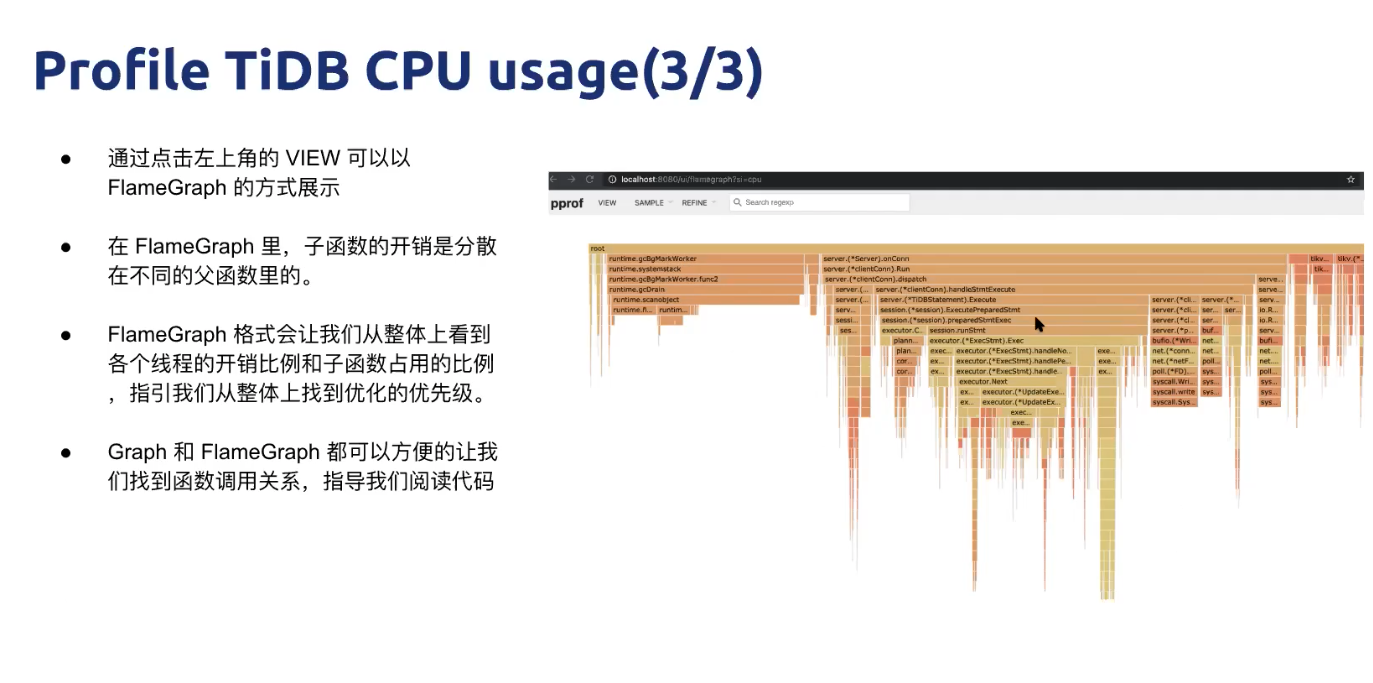 Profile TiDB CPU usage(3/3)
● 通过点击左上角的 VIEW 可以以
FlameGraph 的方式展示
● 在 FlameGraph 里，子函数的开销是分散
在不同的父函数里的。
● FlameGraph 格式会让我们从整体上看到
各个线程的开销比例和子函数占用的比例
，指引我们从整体上找到优化的优先级。
● Graph 和 FlameGraph 都可以方便的让我
们找到函数调用关系，指导我们阅读代码
localhost:8080/ui/flamegraph?si=cpu
pprof VIEW SAMPLE REFINE Search regexp
root
runtime.gcBgMarkWorker server.(*Server).onConn tikv... tikv.(*...
runtime.systemstack server.(*clientConn).Run tik...
runtime.gcBgMarkWorker.func2 server.(*clientConn).dispatch serve...
runtime.gcDrain server.(... server.(*clientConn).handleStmtExecute serve...
runtime.scanobject server.(... server.(*TiDBStatement).Execute server.(*cli... server.(*... serv...
runtime.fl... runtim... serv... session.(*session).ExecutePreparedStmt server.(*cli... ser... ser... serv...
sessi... session.(*session).preparedStmtExec server.(*cl... ser... io.R...
ses... executor.C... session.runStmt server.(*p... buf... serv...
plann... executor.(*ExecStmt).Exec bufio.(*Wri... net... bufi...
plan... exec... executor.(*ExecStmt).handleNo... exe... net.(*conn... net... net...
cor... ex... executor.(*ExecStmt).handlePe... exe... net.(*netF... poll... net....
cor... ex... executor.(*ExecStmt).handle... ex... poll.(*FD)... sys... poll...
executor.Next syscall.Wri... sys... sys...
ex... executor.(*UpdateExe... syscall.write sys... sys...
ex... executor.(*UpdateEx... syscall.Sys... sys...
exec...
exe...